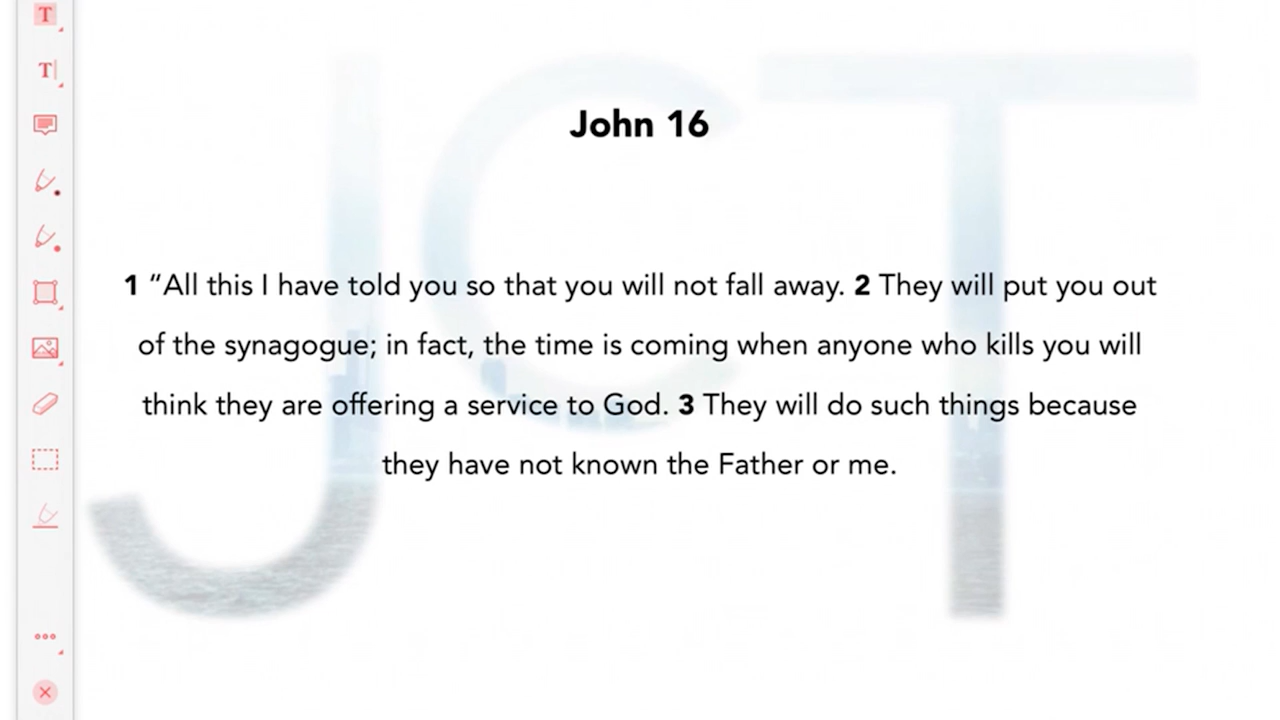 John 16
1 “All this I have told you so that you will not fall away. 2 They will put you out
of the synagogue; in fact, the time is coming when anyone who kills you will
think they are offering a service to God. 3 They will do such things because
they have not known the Father or me.
JCT
T
T